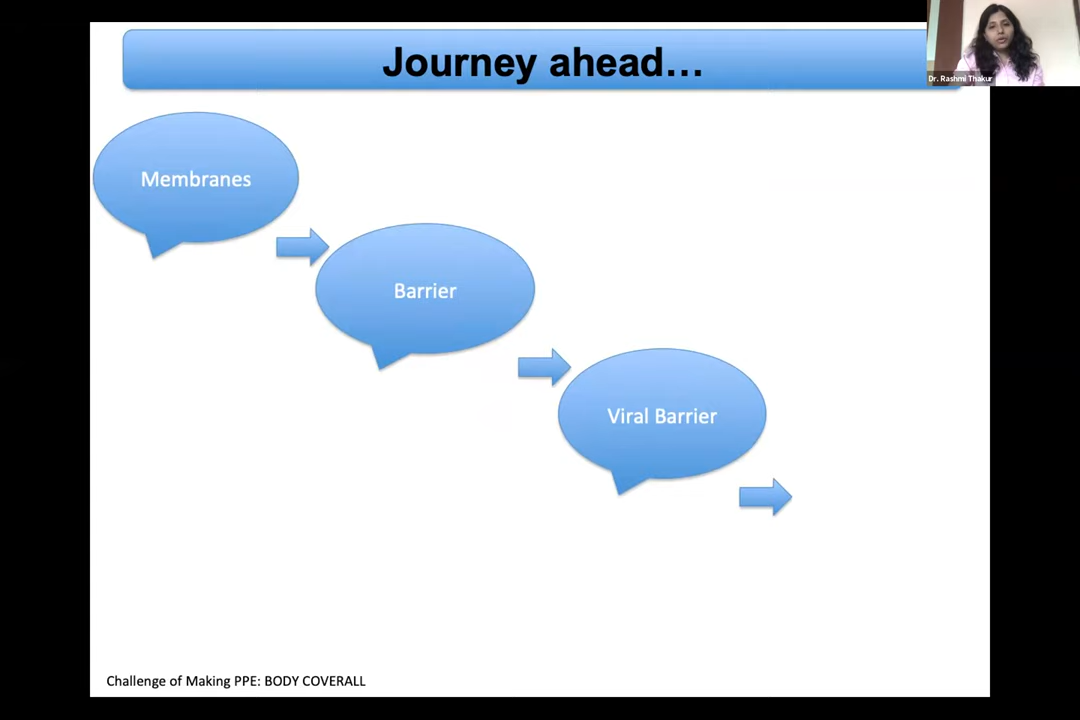 Journey ahead...
Dr. Rashmi Thakur
Membranes
Barrier
Viral Barrier
Challenge of Making PPE: BODY COVERALL